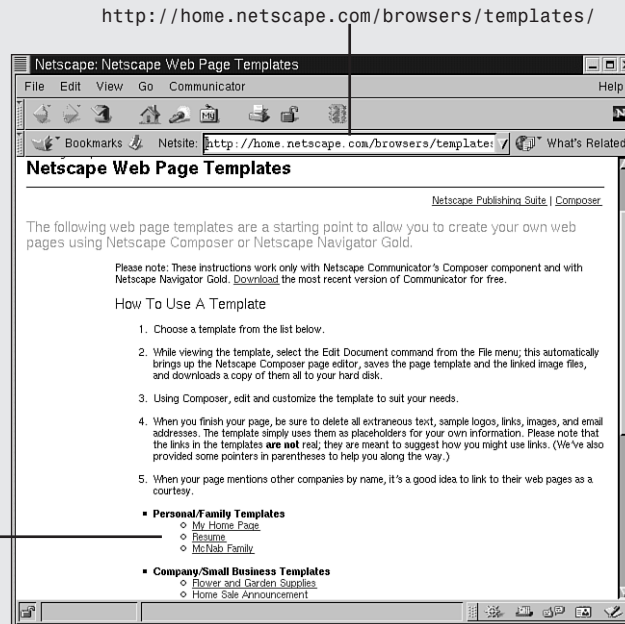 http://home.netscape.com/browsers/templates/
Netscape: Netscape Web Page Templates
File Edit View Go Communicator Help
My
Bookmarks Netsite: http://home.netscape.com/browsers/template: What's Related
Netscape Web Page Templates
Netscape Publishing Suite | Composer
The following web page templates are a starting point to allow you to create your own web
pages using Netscape Composer or Netscape Navigator Gold.
Please note: These instructions work only with Netscape Communicator's Composer component and with
Netscape Navigator Gold. Download the most recent version of Communicator for free.
How To Use A Template
1. Choose a template from the list below.
2. While viewing the template, select the Edit Document command from the File menu; this automatically
brings up the Netscape Composer page editor, saves the page template and the linked image files,
and downloads a copy of them all to your hard disk.
3. Using Composer, edit and customize the template to suit your needs.
4. When you finish your page, be sure to delete all extraneous text, sample logos, links, images, and email
addresses. The template simply uses them as placeholders for your own information. Please note that
the links in the templates are not real; they are meant to suggest how you might use links. (We've also
provided some pointers in parentheses to help you along the way.)
5. When your page mentions other companies by name, it's a good idea to link to their web pages as a
courtesy.
Personal/Family Templates
My Home Page
Resume
McNab Family
Company/Small Business Templates
Flower and Garden Supplies
Home Sale Announcement